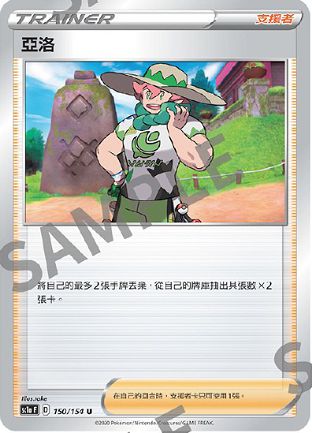 TRAINER
支援者
亞洛
SAMPLE
將自己的最多2張手牌丟棄，從自己的牌庫抽出其張數×2
張卡。
Illus.
sc1a F D 150/154 U
在自己的回合時，支援者卡只可使用1張。
©2020 Pokémon/Nintendo/Creatures/GAME FREAK.